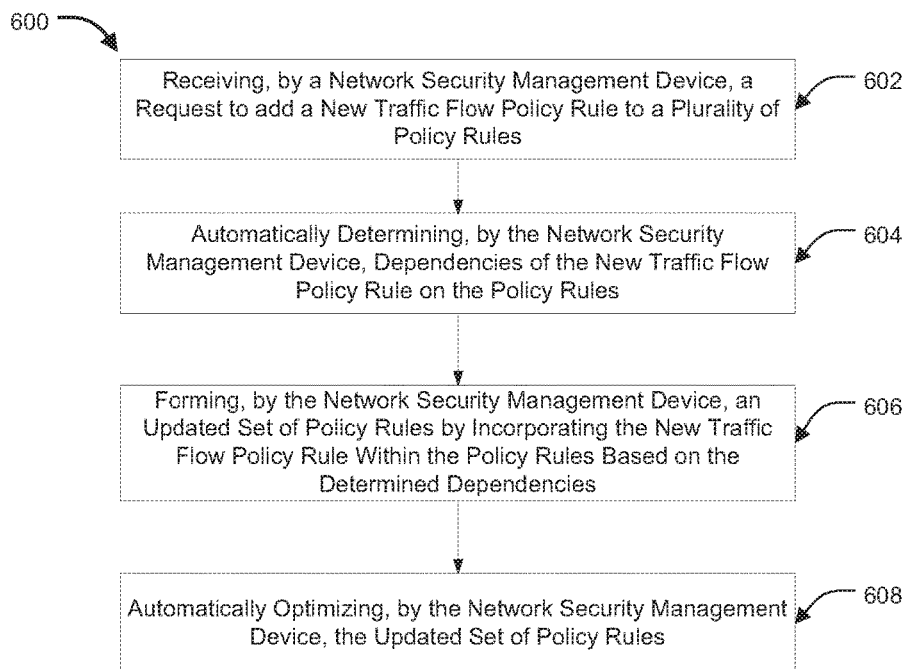 600
Receiving, by a Network Security Management Device, a
Request to add a New Traffic Flow Policy Rule to a Plurality of
Policy Rules
602
Automatically Determining, by the Network Security
Management Device, Dependencies of the New Traffic Flow
Policy Rule on the Policy Rules
604
Forming, by the Network Security Management Device, an
Updated Set of Policy Rules by Incorporating the New Traffic
Flow Policy Rule Within the Policy Rules Based on the
Determined Dependencies
606
Automatically Optimizing, by the Network Security Management
Device, the Updated Set of Policy Rules
608